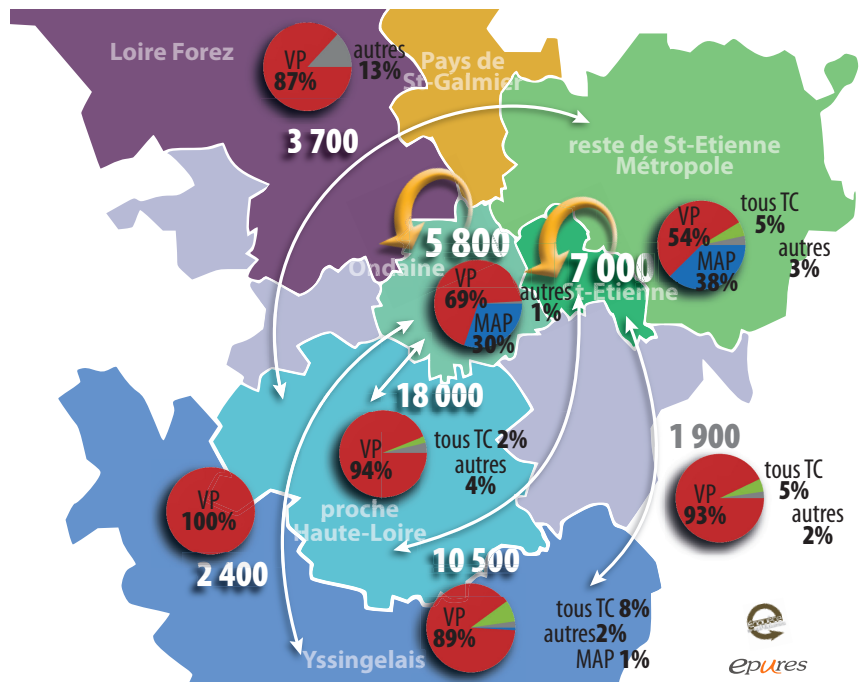 Loire Forez
VP
87%
autres
13%
3 700
Pays de
St-Galmier
reste de St-Etienne
Métropole
VP
54%
MAP
38%
tous TC
5%
autres
3%
5 800
Ondaine
VP
69%
MAP
30%
autres
1%
7 000
St-Etienne
18 000
VP
94%
tous TC 2%
autres
4%
proche
Haute-Loire
VP
100%
2 400
1 900
VP
93%
tous TC
5%
autres
2%
10 500
VP
89%
tous TC 8%
autres2%
MAP 1%
Yssingelais
epures